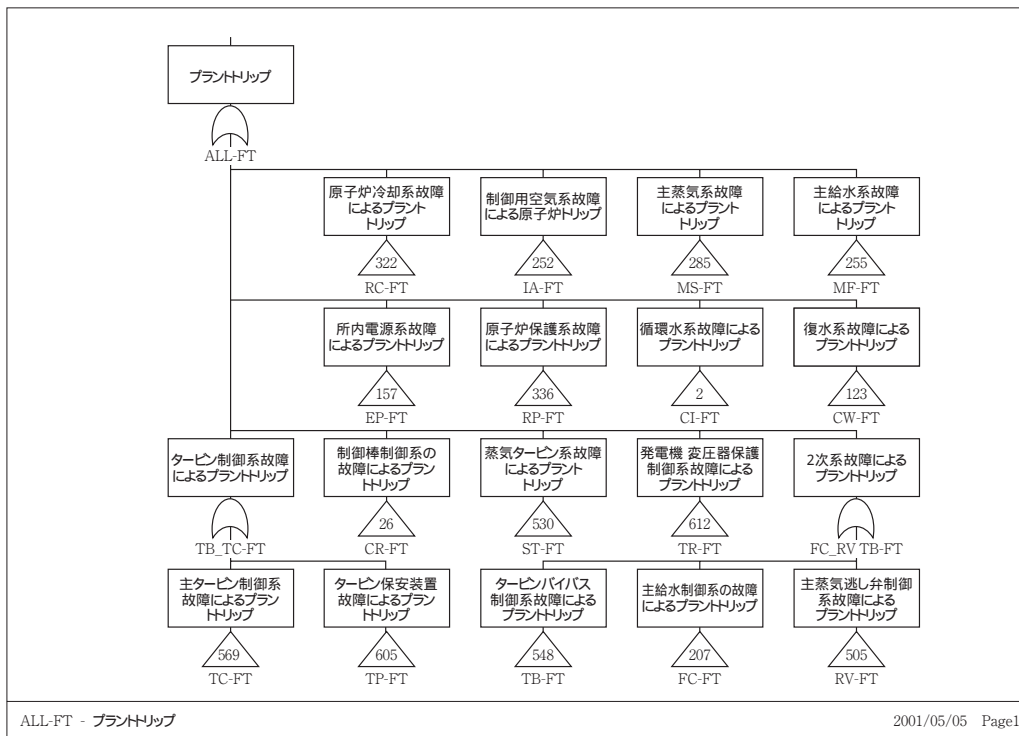 プラントトリップ
ALL-FT
原子炉冷却系故障
によるプラント
トリップ
322
RC-FT
制御用空気系故障
による原子炉トリップ
252
IA-FT
主蒸気系故障
によるプラント
トリップ
285
MS-FT
主給水系故障
によるプラント
トリップ
255
MF-FT
所内電源系故障
によるプラントトリップ
157
EP-FT
原子炉保護系故障
によるプラントトリップ
336
RP-FT
循環水系故障による
プラントトリップ
2
CI-FT
復水系故障による
プラントトリップ
123
CW-FT
タービン制御系故障
によるプラントトリップ
TB_TC-FT
制御棒制御系の
故障によるプラン
トトリップ
26
CR-FT
蒸気タービン系故障
によるプラント
トリップ
530
ST-FT
発電機 変圧器保護
制御系故障による
プラントトリップ
612
TR-FT
2次系故障による
プラントトリップ
FC_RV TB-FT
主タービン制御系
故障によるプラン
トトリップ
569
TC-FT
タービン保安装置
故障によるプラン
トトリップ
605
TP-FT
タービンバイパス
制御系故障による
プラントトリップ
548
TB-FT
主給水制御系の故障
によるプラントトリップ
207
FC-FT
主蒸気逃し弁制御
系故障による
プラントトリップ
505
RV-FT
ALL-FT - プラントトリップ
2001/05/05 Page1